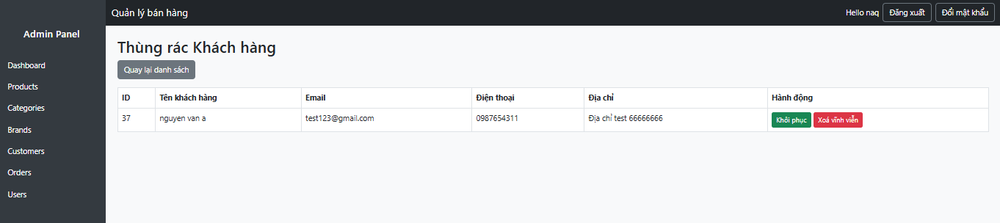 Quản lý bán hàng
Hello naq Đăng xuất Đổi mật khẩu
Admin Panel
Dashboard
Products
Categories
Brands
Customers
Orders
Users
Thùng rác Khách hàng
Quay lại danh sách
ID Tên khách hàng Email Điện thoại Địa chỉ Hành động
37 nguyen van a test123@gmail.com 0987654311 Địa chỉ test 66666666 Khôi phục Xoá vĩnh viễn